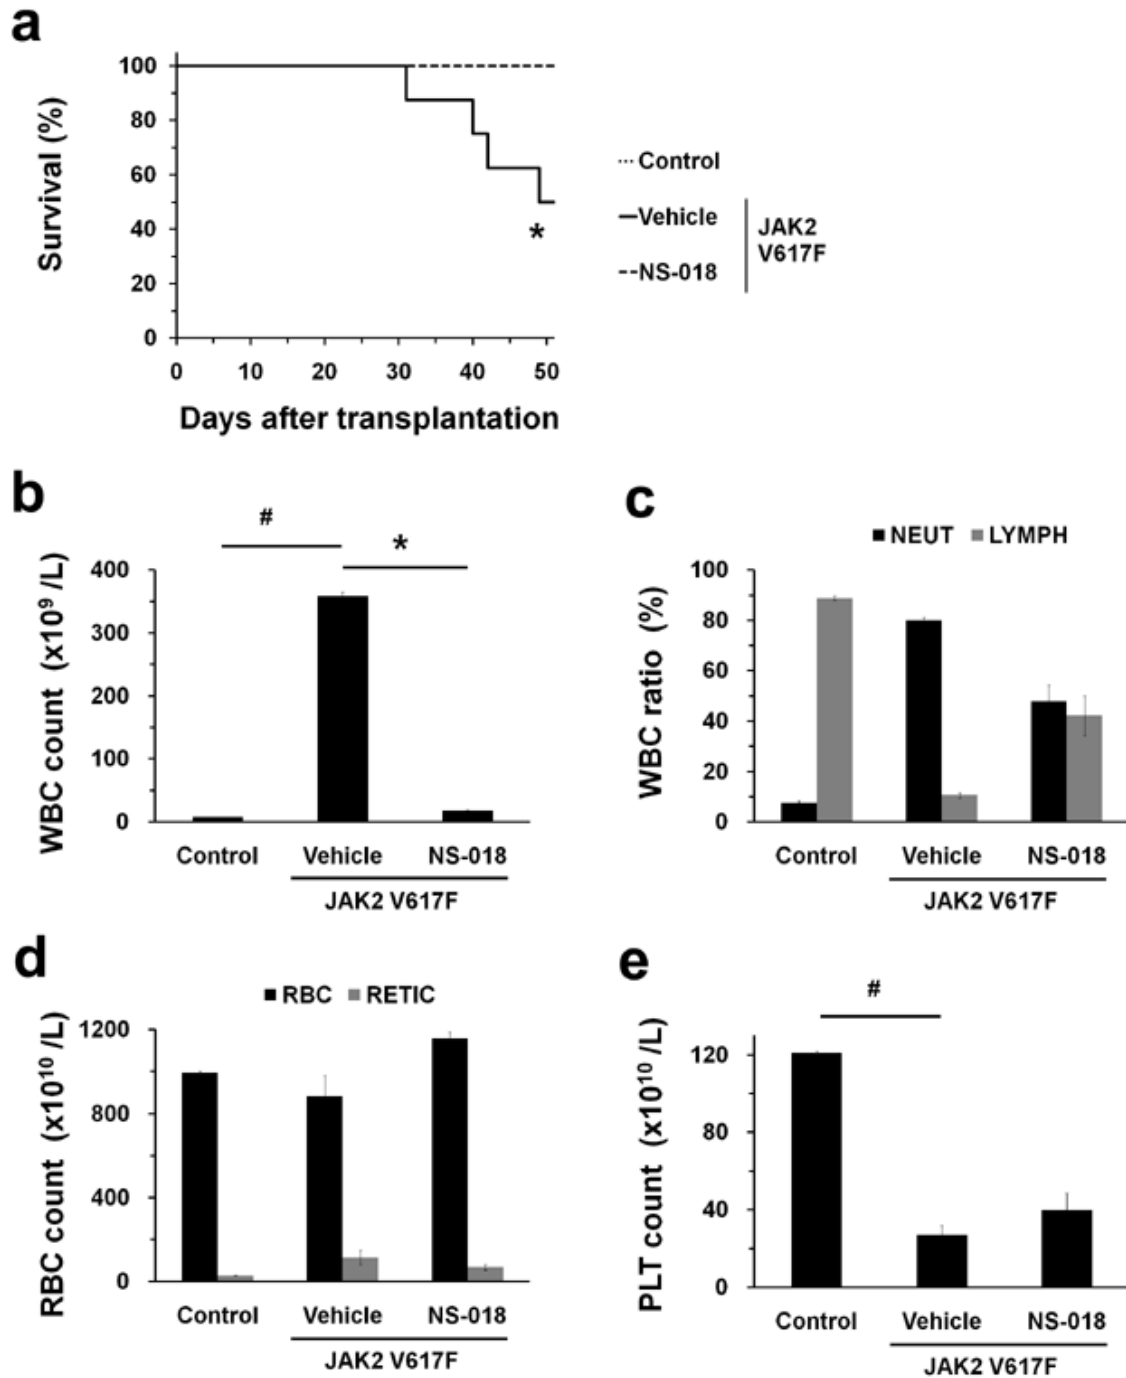 a
100
80
60
40
20
0
Survival (%)
0 10 20 30 40 50
Days after transplantation
Control
Vehicle
NS-018
JAK2
V617F
b
#
*
*
WBC count (x10⁹ /L)
400
300
200
100
0
Control Vehicle NS-018
JAK2 V617F
c
NEUT LYMPH
WBC ratio (%)
100
80
60
40
20
0
Control Vehicle NS-018
JAK2 V617F
d
RBC RETIC
RBC count (x10¹⁰ /L)
1200
800
400
0
Control Vehicle NS-018
JAK2 V617F
e
#
PLT count (x10¹⁰ /L)
120
80
40
0
Control Vehicle NS-018
JAK2 V617F